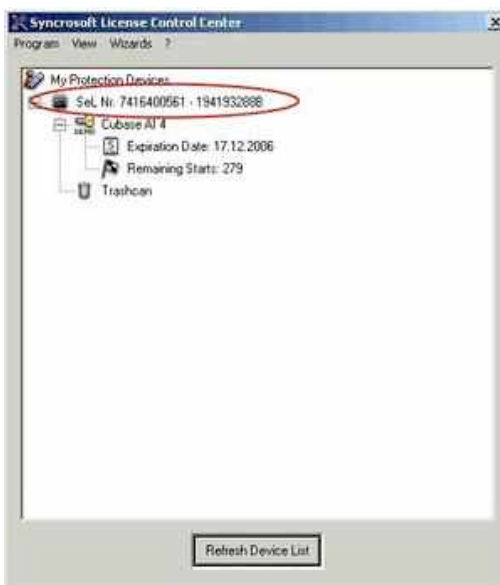 Syncrosoft License Control Center
Program View Wizards ?
My Protection Devices
SeL Nr. 7416400561 - 1941932888
Cubase AI 4
Expiration Date: 17.12.2006
Remaining Starts: 279
Trashcan
Refresh Device List